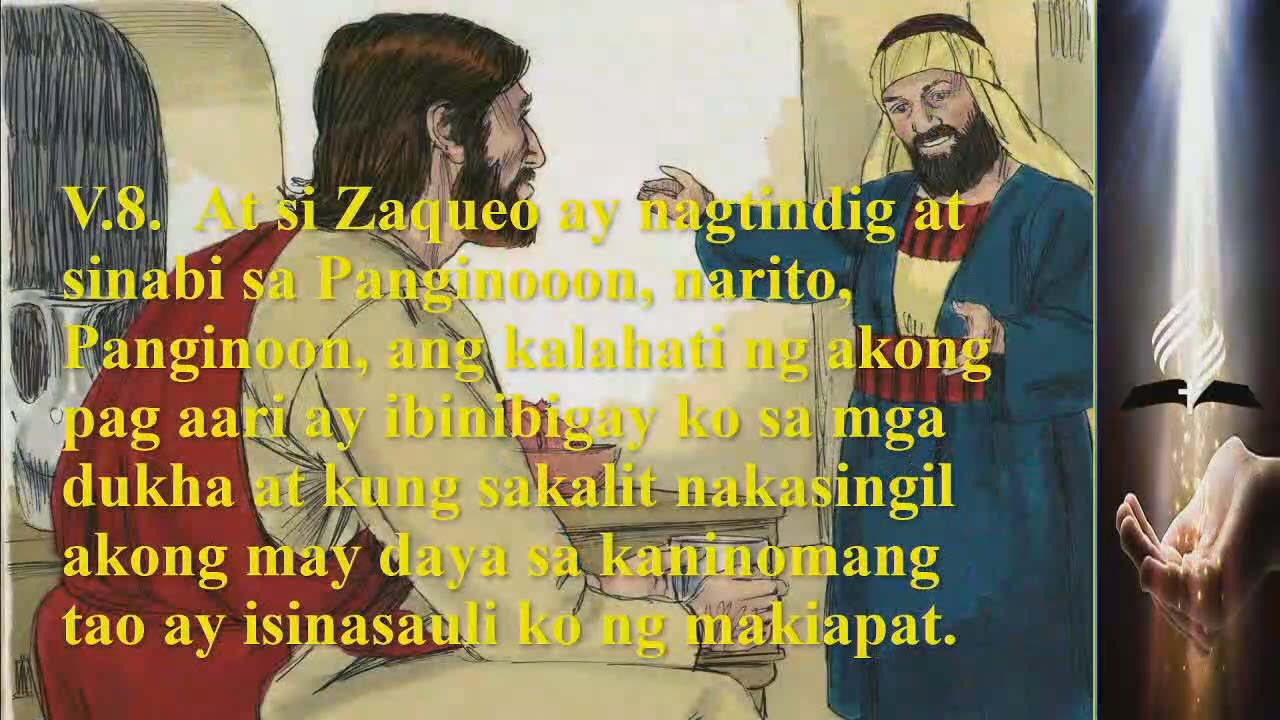 V.8. At si Zaqueo ay nagtindig at
sinabi sa Panginooon, narito,
Panginoon, ang kalahati ng akong
pag aari ay ibinibigay ko sa mga
dukha at kung sakalit nakasingil
akong may daya sa kaninomang
tao ay isinasauli ko ng makiapat.